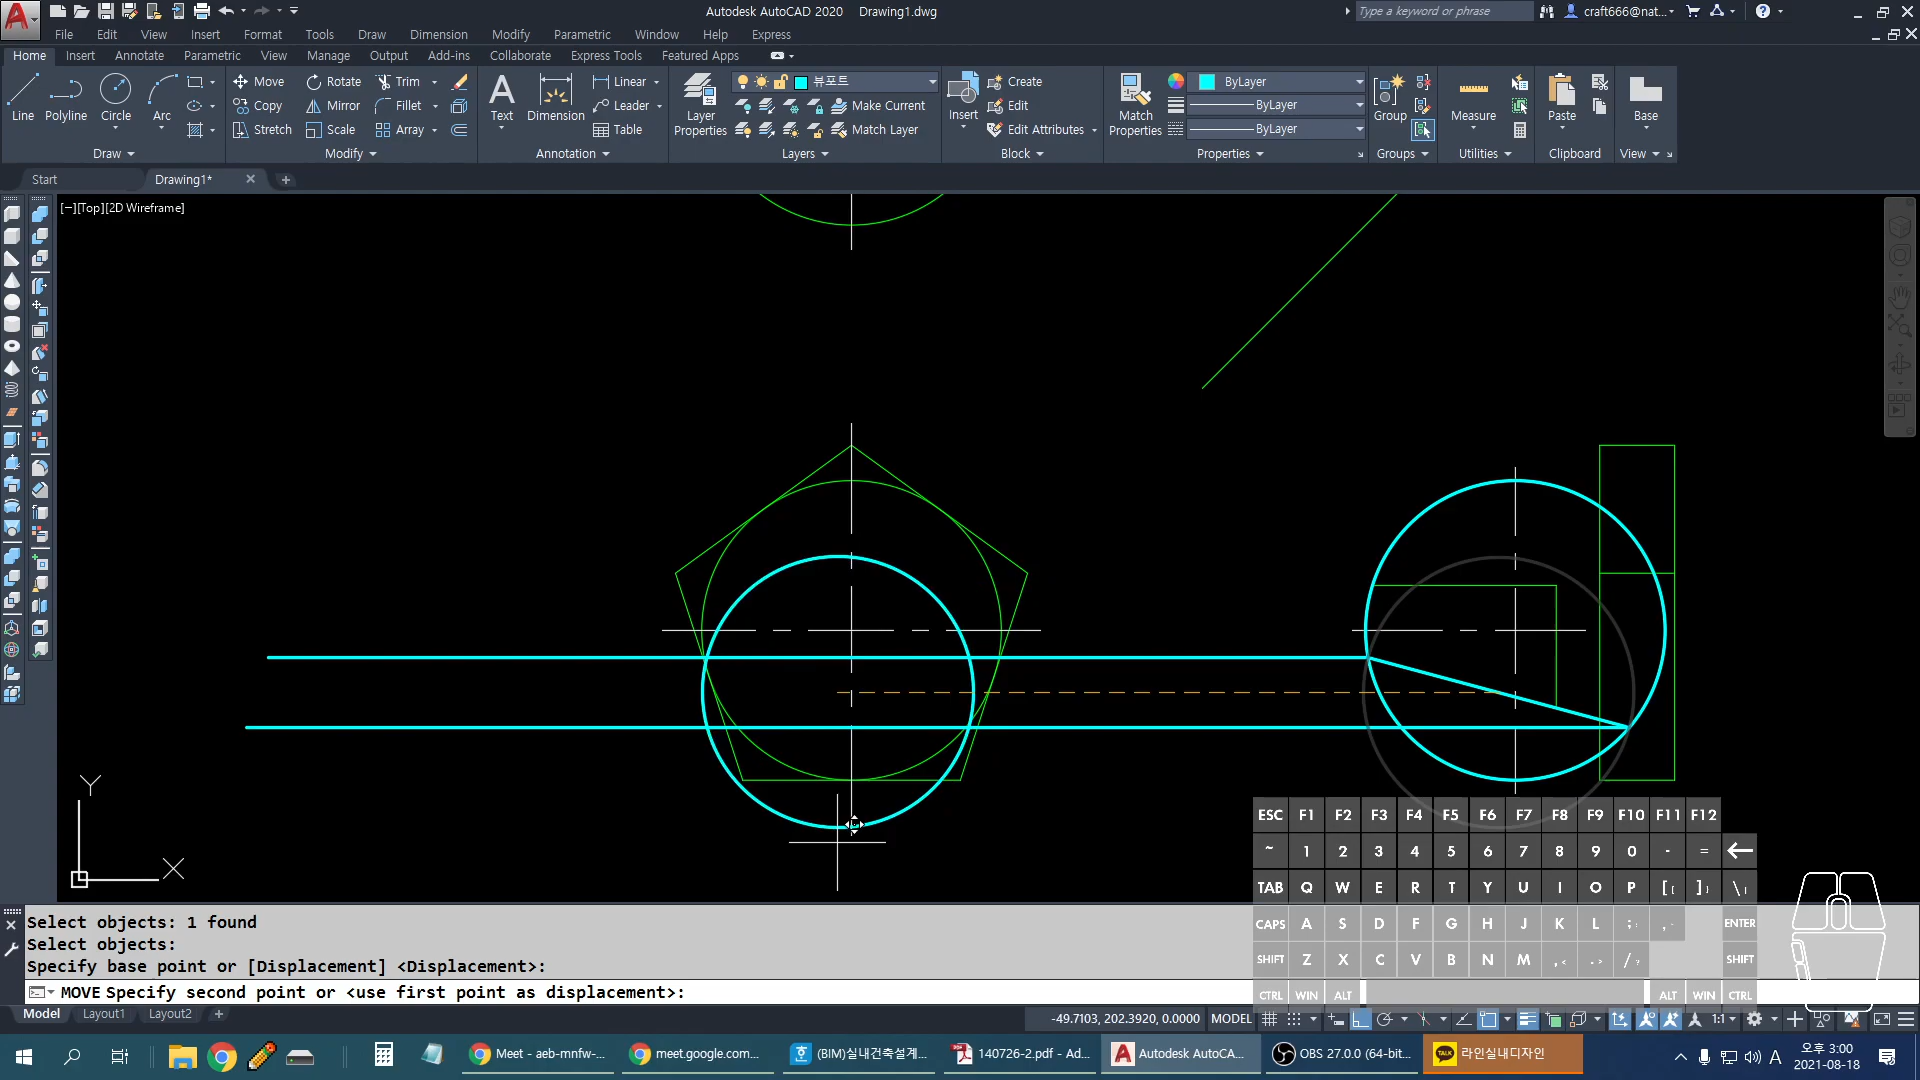 Autodesk AutoCAD 2020 Drawing1.dwg
Type a keyword or phrase
craft666@nat...
File Edit View Insert Format Tools Draw Dimension Modify Parametric Window Help Express
Home Insert Annotate Parametric View Manage Output Add-ins Collaborate Express Tools Featured Apps
Line Polyline Circle Arc
Move Rotate Trim
Copy Mirror Fillet
Stretch Scale Array
Text Dimension
Linear
Leader
Table
Layer Properties
뷰포트
Make Current
Match Layer
Insert
Create
Edit
Edit Attributes
Match Properties
ByLayer
ByLayer
ByLayer
Group Measure Paste Base
Draw Modify Annotation Layers Block Properties Groups Utilities Clipboard View
Start Drawing1*
[−][Top][2D Wireframe]
Y
X
ESC F1 F2 F3 F4 F5 F6 F7 F8 F9 F10 F11 F12
~ 1 2 3 4 5 6 7 8 9 0 - =
TAB Q W E R T Y U I O P [{ ]} \|
CAPS A S D F G H J K L ENTER
SHIFT Z X C V B N M ,< .> /? SHIFT
CTRL WIN ALT ALT WIN CTRL
Select objects: 1 found
Select objects:
Specify base point or [Displacement] <Displacement>:
MOVE Specify second point or <use first point as displacement>:
Model Layout1 Layout2
-49.7103, 202.3920, 0.0000 MODEL 1:1
Meet - aeb-mnfw-...
meet.google.com...
(BIM)실내건축설계...
140726-2.pdf - Ad...
Autodesk AutoCA...
OBS 27.0.0 (64-bit...
TALK
라인실내디자인
A
오후 3:00
2021-08-18